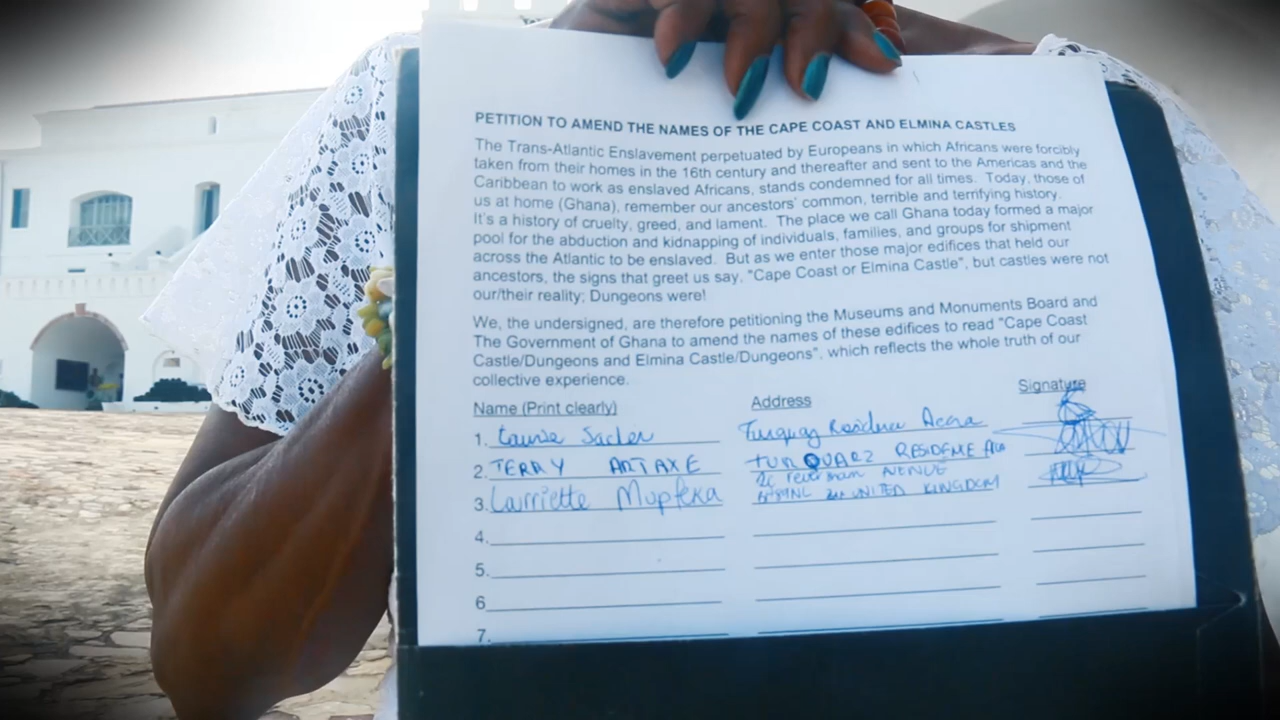 PETITION TO AMEND THE NAMES OF THE CAPE COAST AND ELMINA CASTLES
The Trans-Atlantic Enslavement perpetuated by Europeans in which Africans were forcibly
taken from their homes in the 16th century and thereafter and sent to the Americas and the
Caribbean to work as enslaved Africans, stands condemned for all times. Today, those of
us at home (Ghana), remember our ancestors' common, terrible and terrifying history.
It's a history of cruelty, greed, and lament. The place we call Ghana today formed a major
pool for the abduction and kidnapping of individuals, families, and groups for shipment
across the Atlantic to be enslaved. But as we enter those major edifices that held our
ancestors, the signs that greet us say, "Cape Coast or Elmina Castle", but castles were not
our/their reality; Dungeons were!
We, the undersigned, are therefore petitioning the Museums and Monuments Board and
The Government of Ghana to amend the names of these edifices to read "Cape Coast
Castle/Dungeons and Elmina Castle/Dungeons", which reflects the whole truth of our
collective experience.
Name (Print clearly) Address Signature
1. Accra
2. TERRY ANTAXE RESIDENE
3. Larriette Mupfeka UNITED KINGDOM
4.
5.
6
7.